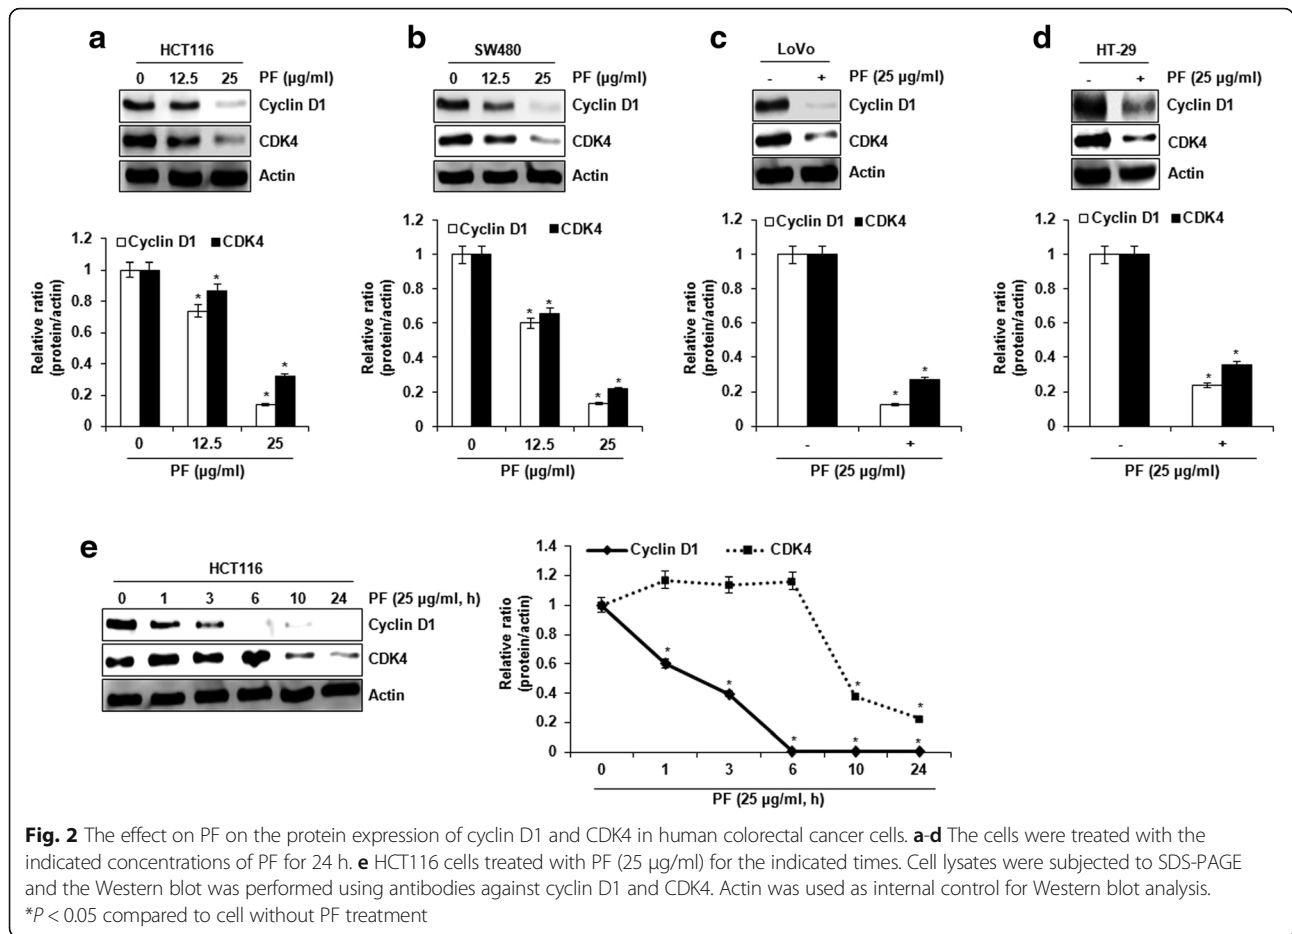 a
HCT116
0 12.5 25 PF (µg/ml)
Cyclin D1
CDK4
Actin
Cyclin D1 CDK4
Relative ratio
(protein/actin)
1.2
1
0.8
0.6
0.4
0.2
0
* *
* *
0 12.5 25
PF (µg/ml)
b
SW480
0 12.5 25 PF (µg/ml)
Cyclin D1
CDK4
Actin
Cyclin D1 CDK4
Relative ratio
(protein/actin)
1.2
1
0.8
0.6
0.4
0.2
0
* *
* *
0 12.5 25
PF (µg/ml)
c
LoVo
- + PF (25 µg/ml)
Cyclin D1
CDK4
Actin
Cyclin D1 CDK4
Relative ratio
(protein/actin)
1.2
1
0.8
0.6
0.4
0.2
0
* *
- +
PF (25 µg/ml)
d
HT-29
- + PF (25 µg/ml)
Cyclin D1
CDK4
Actin
Cyclin D1 CDK4
Relative ratio
(protein/actin)
1.2
1
0.8
0.6
0.4
0.2
0
* *
- +
PF (25 µg/ml)
e
HCT116
0 1 3 6 10 24 PF (25 µg/ml, h)
Cyclin D1
CDK4
Actin
Cyclin D1 CDK4
Relative ratio
(protein/actin)
1.4
1.2
1
0.8
0.6
0.4
0.2
0
* * * * *
* *
0 1 3 6 10 24
PF (25 µg/ml, h)
Fig. 2 The effect on PF on the protein expression of cyclin D1 and CDK4 in human colorectal cancer cells. a-d The cells were treated with the
indicated concentrations of PF for 24 h. e HCT116 cells treated with PF (25 µg/ml) for the indicated times. Cell lysates were subjected to SDS-PAGE
and the Western blot was performed using antibodies against cyclin D1 and CDK4. Actin was used as internal control for Western blot analysis.
*P < 0.05 compared to cell without PF treatment